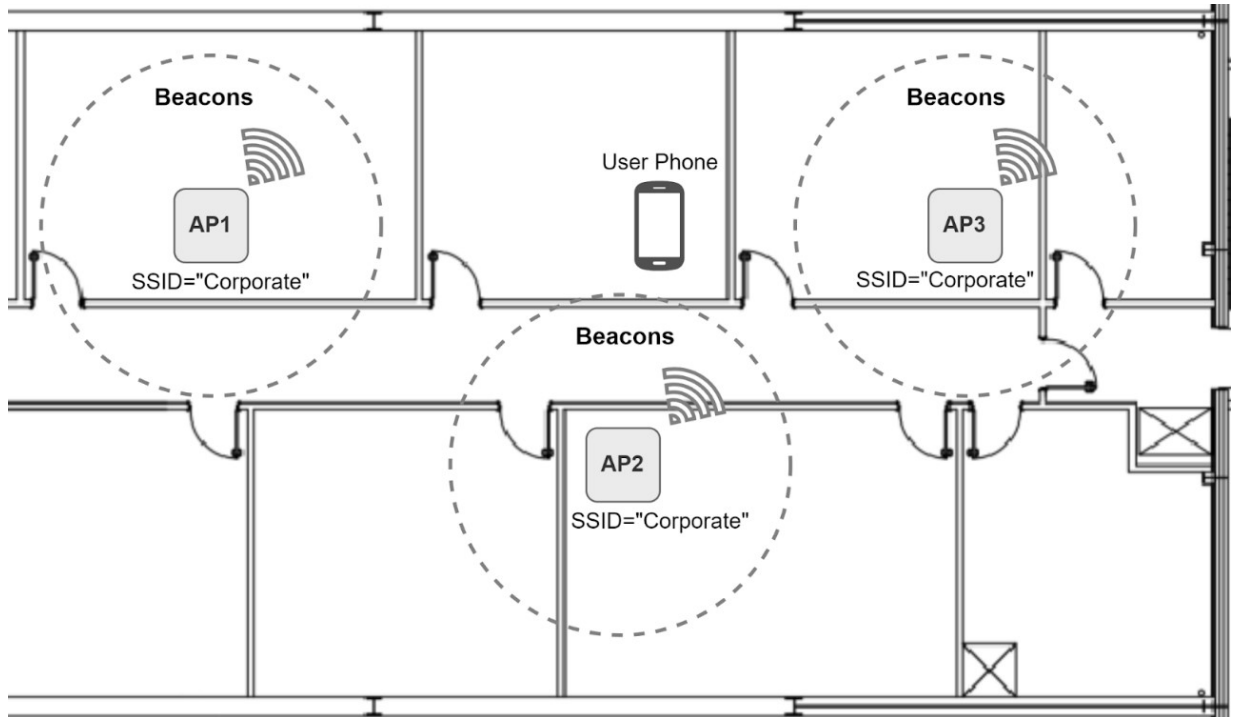 Beacons
AP1
SSID="Corporate"
User Phone
Beacons
AP3
SSID="Corporate"
Beacons
AP2
SSID="Corporate"